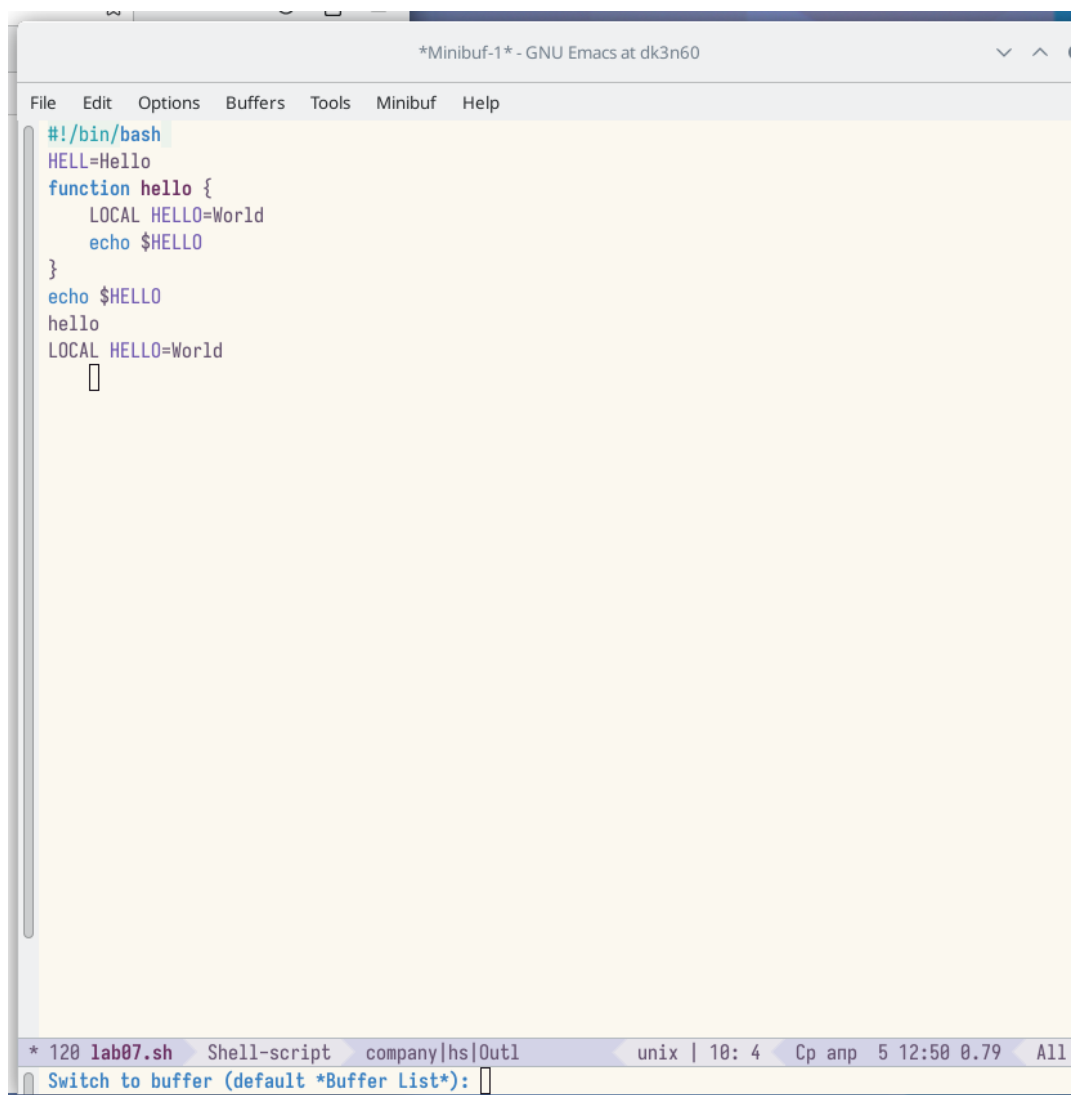 *Minibuf-1* - GNU Emacs at dk3n60
File Edit Options Buffers Tools Minibuf Help
#!/bin/bash
HELL=Hello
function hello {
    LOCAL HELLO=World
    echo $HELLO
}
echo $HELLO
hello
LOCAL HELLO=World
* 120 lab07.sh Shell-script company|hs|Outl unix | 10: 4 Ср апр 5 12:50 0.79 All
Switch to buffer (default *Buffer List*):